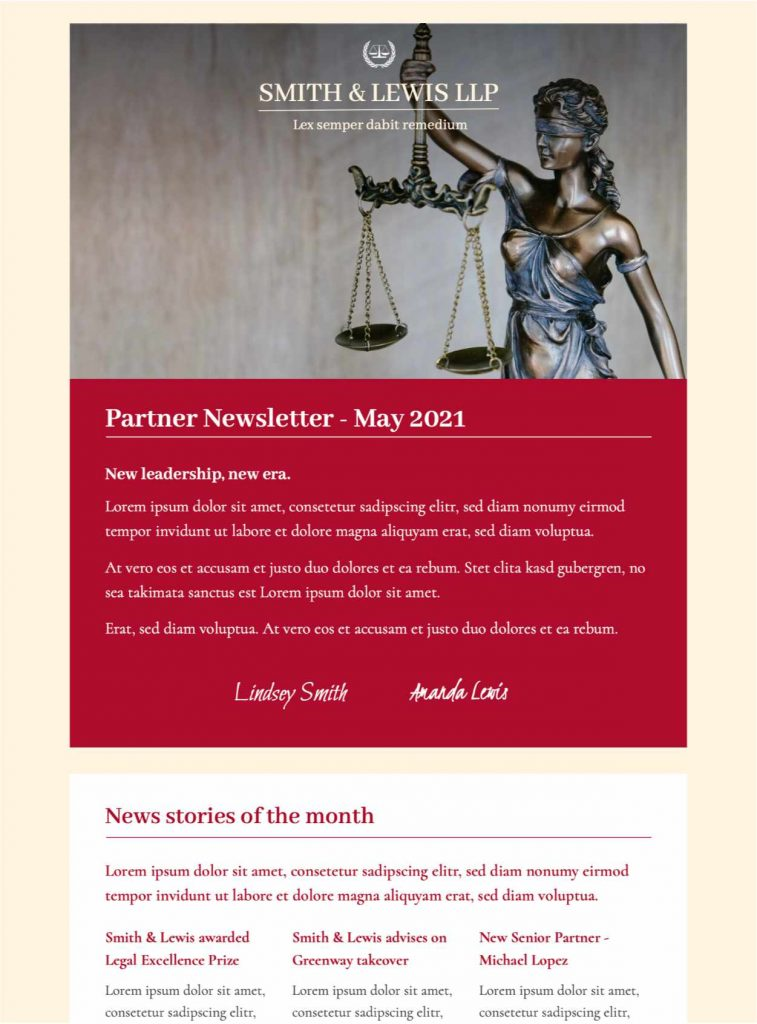 SMITH & LEWIS LLP
Lex semper dabit remedium
Partner Newsletter - May 2021
New leadership, new era.
Lorem ipsum dolor sit amet, consetetur sadipscing elitr, sed diam nonumy eirmod
tempor invidunt ut labore et dolore magna aliquyam erat, sed diam voluptua.
At vero eos et accusam et justo duo dolores et ea rebum. Stet clita kasd gubergren, no
sea takimata sanctus est Lorem ipsum dolor sit amet.
Erat, sed diam voluptua. At vero eos et accusam et justo duo dolores et ea rebum.
Lindsey Smith
Amanda Lewis
News stories of the month
Lorem ipsum dolor sit amet, consetetur sadipscing elitr, sed diam nonumy eirmod
tempor invidunt ut labore et dolore magna aliquyam erat, sed diam voluptua.
Smith & Lewis awarded
Legal Excellence Prize
Lorem ipsum dolor sit amet,
consetetur sadipscing elitr,
Smith & Lewis advises on
Greenway takeover
Lorem ipsum dolor sit amet,
consetetur sadipscing elitr,
New Senior Partner -
Michael Lopez
Lorem ipsum dolor sit amet,
consetetur sadipscing elitr,